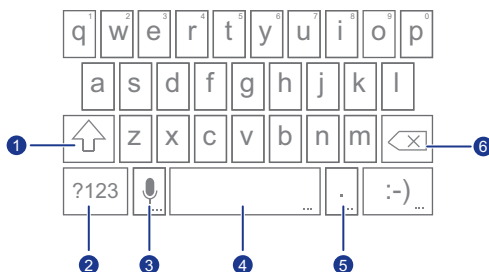 1 2 3 4 5 6 7 8 9 0
q w e r t y u i o p
a s d f g h j k l
1 z x c v b n m 6
?123 ... ... . ... :-) ...
2 3 4 5